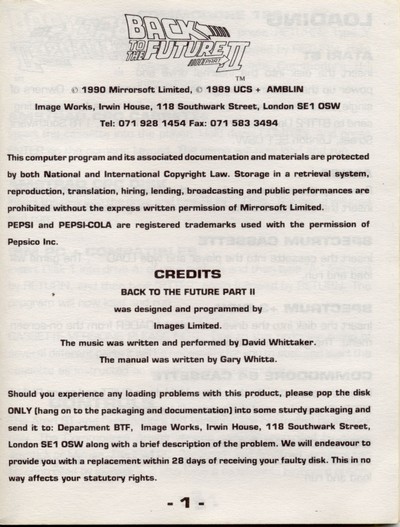 BACK
TO THE
FUTURE
PART II
TM
© 1990 Mirrorsoft Limited, © 1989 UCS + AMBLIN
Image Works, Irwin House, 118 Southwark Street, London SE1 OSW
Tel: 071 928 1454 Fax: 071 583 3494
This computer program and its associated documentation and materials are protected
by both National and International Copyright Law. Storage in a retrieval system,
reproduction, translation, hiring, lending, broadcasting and public performances are
prohibited without the express written permission of Mirrorsoft Limited.
PEPSI and PEPSI-COLA are registered trademarks used with the permission of
Pepsico Inc.
CREDITS
BACK TO THE FUTURE PART II
was designed and programmed by
Images Limited.
The music was written and performed by David Whittaker.
The manual was written by Gary Whitta.
Should you experience any loading problems with this product, please pop the disk
ONLY (hang on to the packaging and documentation) into some sturdy packaging and
send it to: Department BTF, Image Works, Irwin House, 118 Southwark Street,
London SE1 OSW along with a brief description of the problem. We will endeavour to
provide you with a replacement within 28 days of receiving your faulty disk. This in no
way affects your statutory rights.
- 1 -